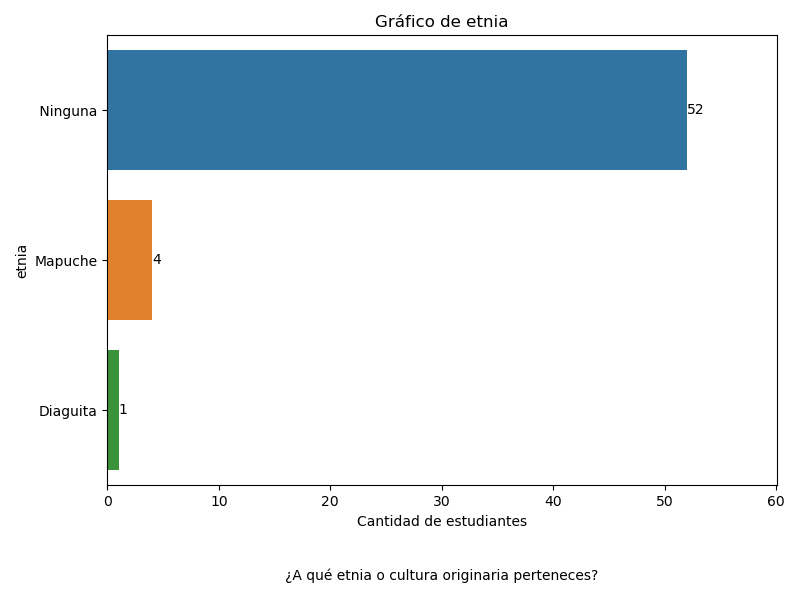 Gráfico de etnia
Ninguna
52
Mapuche
4
Diaguita
1
etnia
0 10 20 30 40 50 60
Cantidad de estudiantes
¿A qué etnia o cultura originaria perteneces?